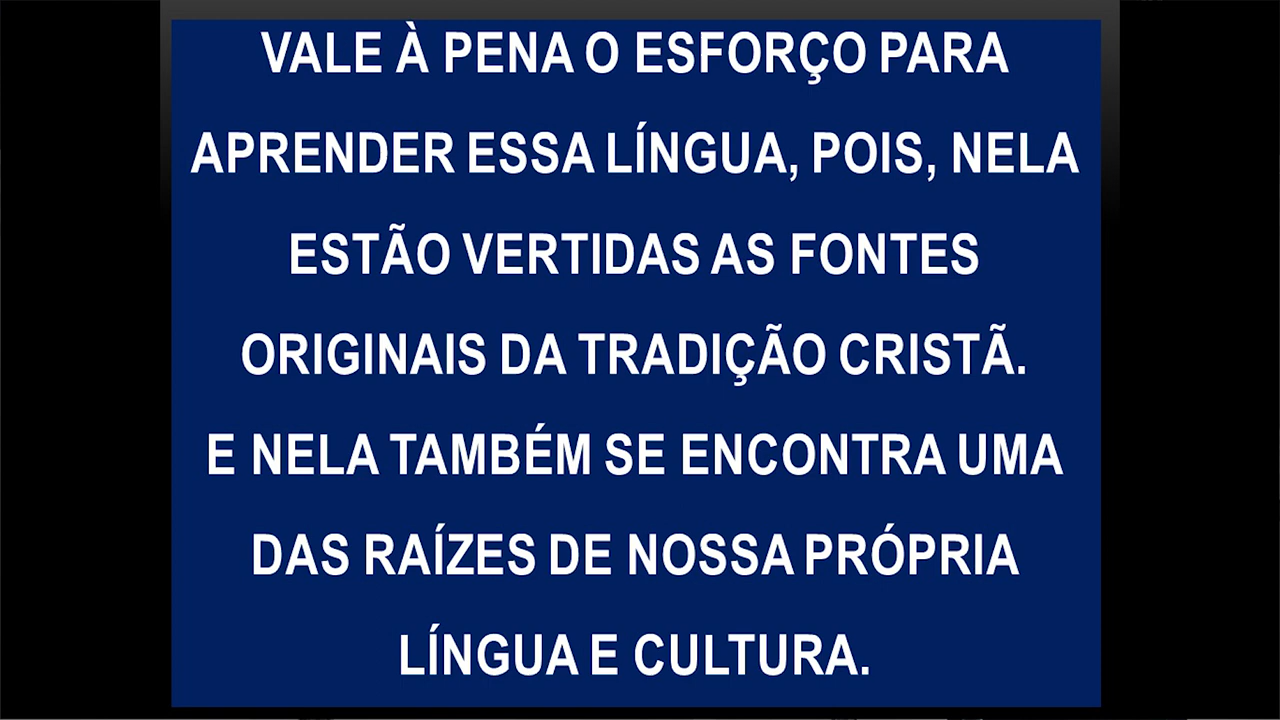 VALE À PENA O ESFORÇO PARA
APRENDER ESSA LÍNGUA, POIS, NELA
ESTÃO VERTIDAS AS FONTES
ORIGINAIS DA TRADIÇÃO CRISTÃ.
E NELA TAMBÉM SE ENCONTRA UMA
DAS RAÍZES DE NOSSA PRÓPRIA
LÍNGUA E CULTURA.